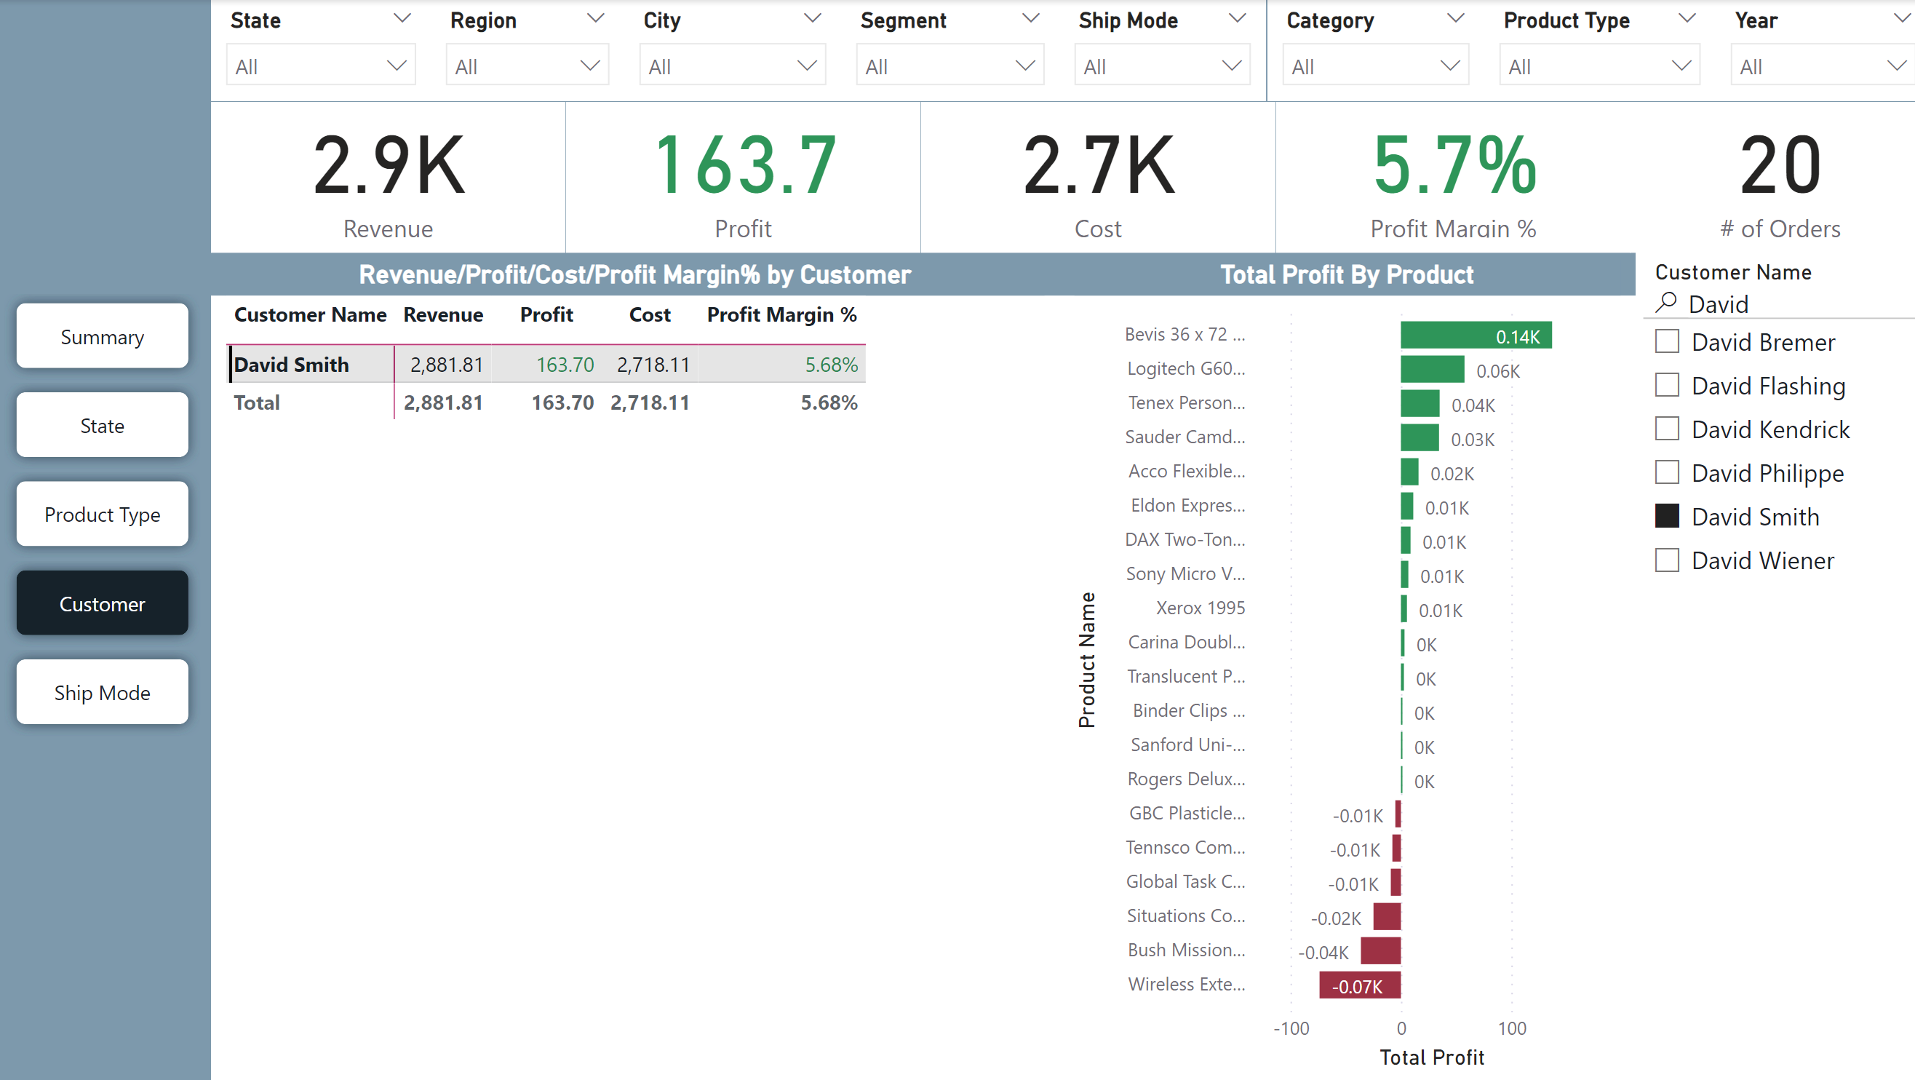 State
Region
City
Segment
Ship Mode
Category
Product Type
Year
All
All
All
All
All
All
All
All
2.9K
Revenue
163.7
Profit
2.7K
Cost
5.7%
Profit Margin %
20
# of Orders
Summary
State
Product Type
Customer
Ship Mode
Revenue/Profit/Cost/Profit Margin% by Customer
Customer Name Revenue Profit Cost Profit Margin %
David Smith 2,881.81 163.70 2,718.11 5.68%
Total 2,881.81 163.70 2,718.11 5.68%
Total Profit By Product
Product Name
Bevis 36 x 72 ... 0.14K
Logitech G60... 0.06K
Tenex Person... 0.04K
Sauder Camd... 0.03K
Acco Flexible... 0.02K
Eldon Expres... 0.01K
DAX Two-Ton... 0.01K
Sony Micro V... 0.01K
Xerox 1995 0.01K
Carina Doubl... 0K
Translucent P... 0K
Binder Clips ... 0K
Sanford Uni-... 0K
Rogers Delux... 0K
GBC Plasticle... -0.01K
Tennsco Com... -0.01K
Global Task C... -0.01K
Situations Co... -0.02K
Bush Mission... -0.04K
Wireless Exte... -0.07K
-100 0 100
Total Profit
Customer Name
David
David Bremer
David Flashing
David Kendrick
David Philippe
David Smith
David Wiener